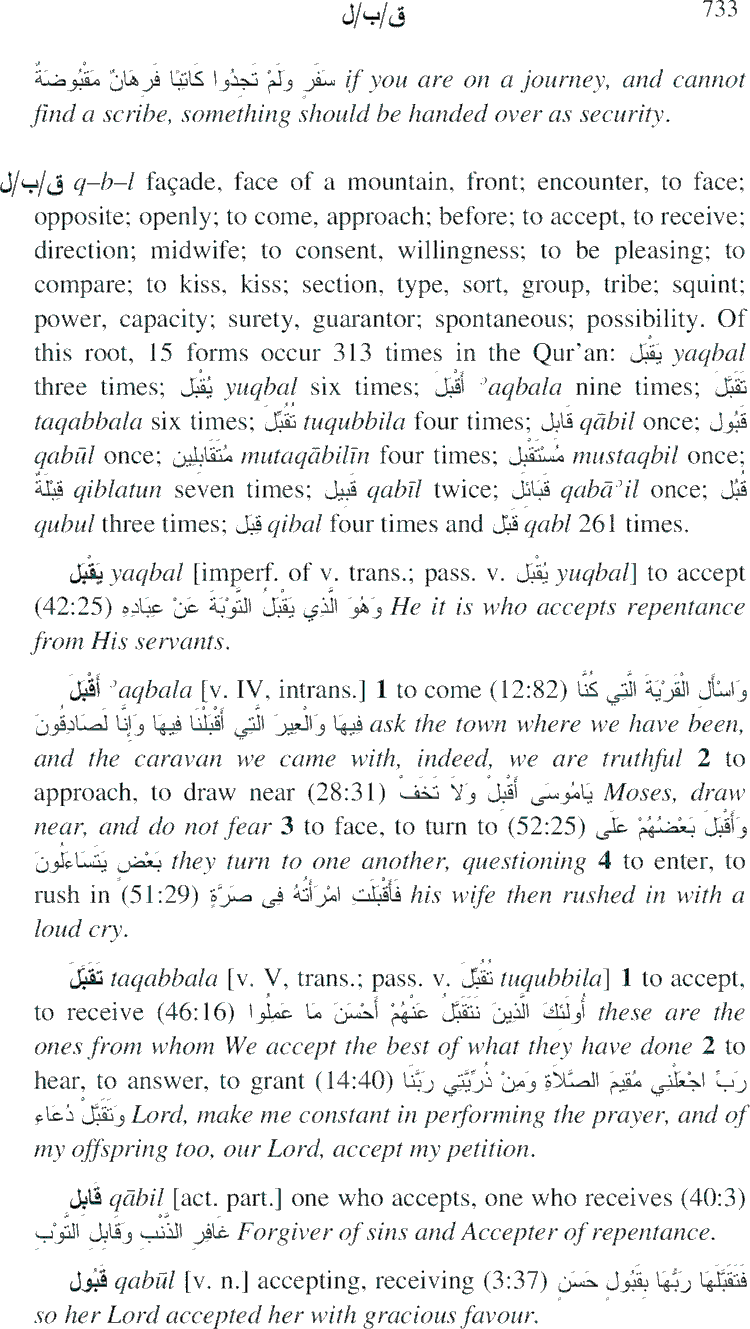 ق/ب/ل 733
سَفَرٍ وَلَمْ تَجِدُوا كَاتِبًا فَرِهَانٌ مَقْبُوضَةٌ if you are on a journey, and cannot
find a scribe, something should be handed over as security.
ق/ب/ل q–b–l façade, face of a mountain, front; encounter, to face;
opposite; openly; to come, approach; before; to accept, to receive;
direction; midwife; to consent, willingness; to be pleasing; to
compare; to kiss, kiss; section, type, sort, group, tribe; squint;
power, capacity; surety, guarantor; spontaneous; possibility. Of
this root, 15 forms occur 313 times in the Qur'an: يَقْبَل yaqbal
three times; يُقْبَل yuqbal six times; أَقْبَلَ ʾaqbala nine times; تَقَبَّلَ
taqabbala six times; تُقُبِّلَ tuqubbila four times; قَابِل qābil once; قَبُول
qabūl once; مُتَقَابِلِين mutaqābilīn four times; مُسْتَقْبِل mustaqbil once;
قِبْلَةٌ qiblatun seven times; قَبِيل qabīl twice; قَبَائِل qabāʾil once; قُبُل
qubul three times; قِبَل qibal four times and قَبْل qabl 261 times.
يَقْبَل yaqbal [imperf. of v. trans.; pass. v. يُقْبَل yuqbal] to accept
(42:25) وَهُوَ الَّذِي يَقْبَلُ التَّوْبَةَ عَنْ عِبَادِهِ He it is who accepts repentance
from His servants.
أَقْبَلَ ʾaqbala [v. IV, intrans.] 1 to come (12:82) وَاسْأَلِ الْقَرْيَةَ الَّتِي كُنَّا
فِيهَا وَالْعِيرَ الَّتِي أَقْبَلْنَا فِيهَا وَإِنَّا لَصَادِقُونَ ask the town where we have been,
and the caravan we came with, indeed, we are truthful 2 to
approach, to draw near (28:31) يَامُوسَى أَقْبِلْ وَلَا تَخَفْ Moses, draw
near, and do not fear 3 to face, to turn to (52:25) وَأَقْبَلَ بَعْضُهُمْ عَلَى
بَعْضٍ يَتَسَاءَلُونَ they turn to one another, questioning 4 to enter, to
rush in (51:29) فَأَقْبَلَتِ امْرَأَتُهُ فِي صَرَّةٍ his wife then rushed in with a
loud cry.
تَقَبَّلَ taqabbala [v. V, trans.; pass. v. تُقُبِّلَ tuqubbila] 1 to accept,
to receive (46:16) أُولَئِكَ الَّذِينَ نَتَقَبَّلُ عَنْهُمْ أَحْسَنَ مَا عَمِلُوا these are the
ones from whom We accept the best of what they have done 2 to
hear, to answer, to grant (14:40) رَبِّ اجْعَلْنِي مُقِيمَ الصَّلَاةِ وَمِنْ ذُرِّيَّتِي رَبَّنَا
وَتَقَبَّلْ دُعَاءِ Lord, make me constant in performing the prayer, and of
my offspring too, our Lord, accept my petition.
قَابِل qābil [act. part.] one who accepts, one who receives (40:3)
غَافِرِ الذَّنْبِ وَقَابِلِ التَّوْبِ Forgiver of sins and Accepter of repentance.
قَبُول qabūl [v. n.] accepting, receiving (3:37) فَتَقَبَّلَهَا رَبُّهَا بِقَبُولٍ حَسَنٍ
so her Lord accepted her with gracious favour.